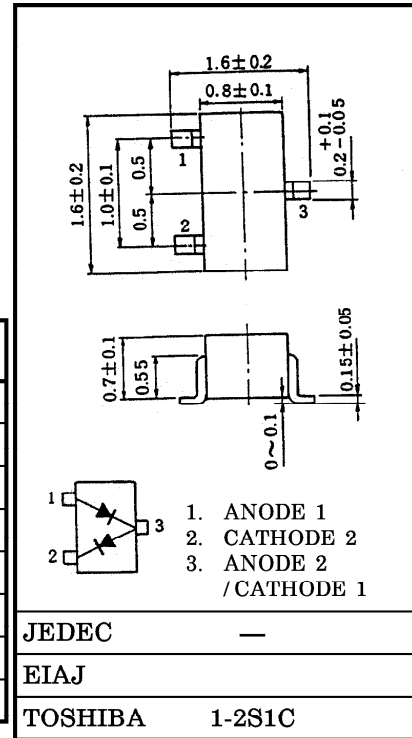 1.6±0.2
0.8±0.1
+0.1
0.2-0.05
1.6±0.2
1.0±0.1
0.5
0.5
1
2
3
0.7±0.1
0.55
0.15±0.05
0~0.1
1
2
3
1. ANODE 1
2. CATHODE 2
3. ANODE 2
/CATHODE 1
JEDEC —
EIAJ
TOSHIBA 1-2S1C